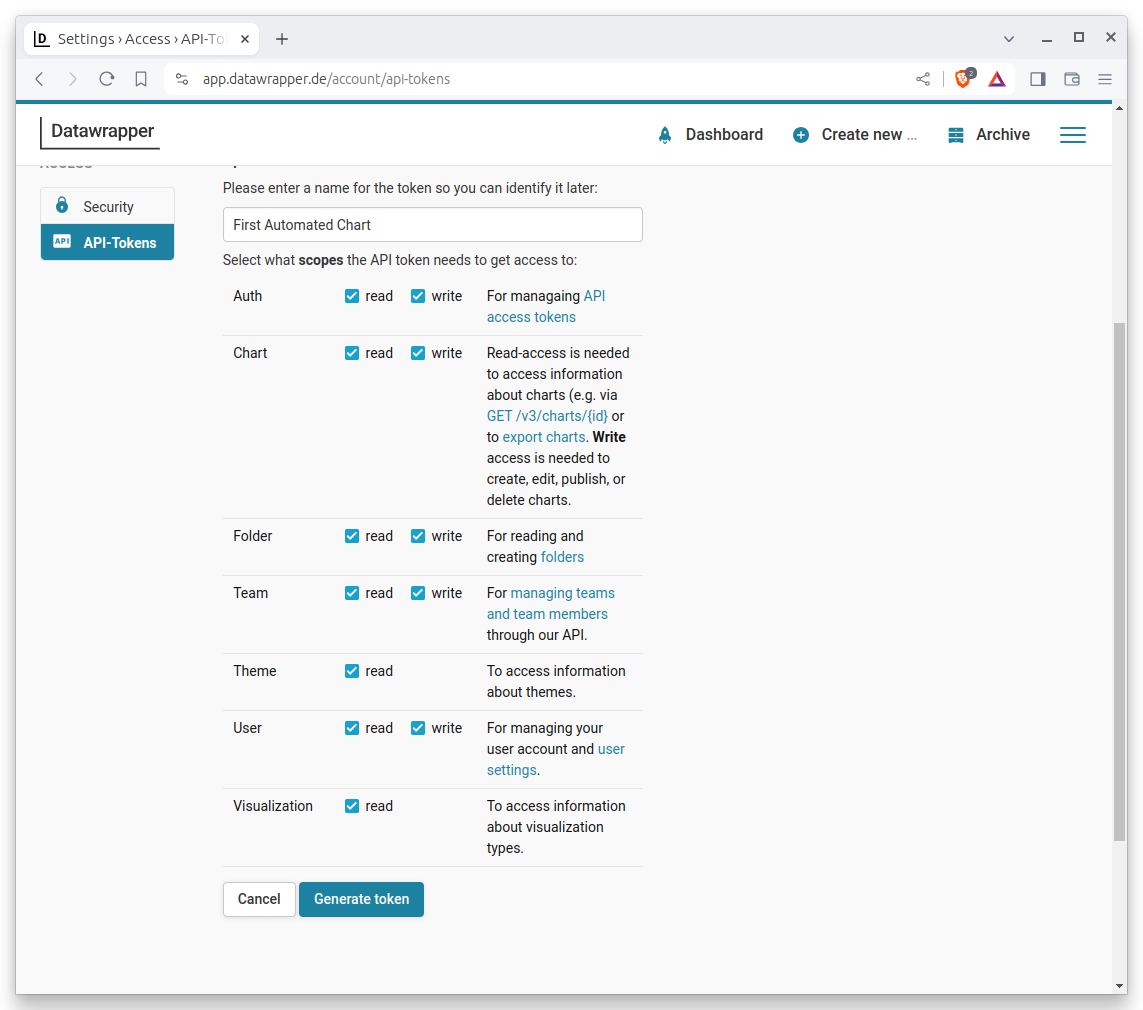 Settings › Access › API-To
app.datawrapper.de/account/api-tokens
2
Datawrapper
Dashboard
Create new ...
Archive
Security
API API-Tokens
Please enter a name for the token so you can identify it later:
First Automated Chart
Select what scopes the API token needs to get access to:
Auth read write For managaing API
access tokens
Chart read write Read-access is needed
to access information
about charts (e.g. via
GET /v3/charts/{id} or
to export charts. Write
access is needed to
create, edit, publish, or
delete charts.
Folder read write For reading and
creating folders
Team read write For managing teams
and team members
through our API.
Theme read To access information
about themes.
User read write For managing your
user account and user
settings.
Visualization read To access information
about visualization
types.
Cancel Generate token